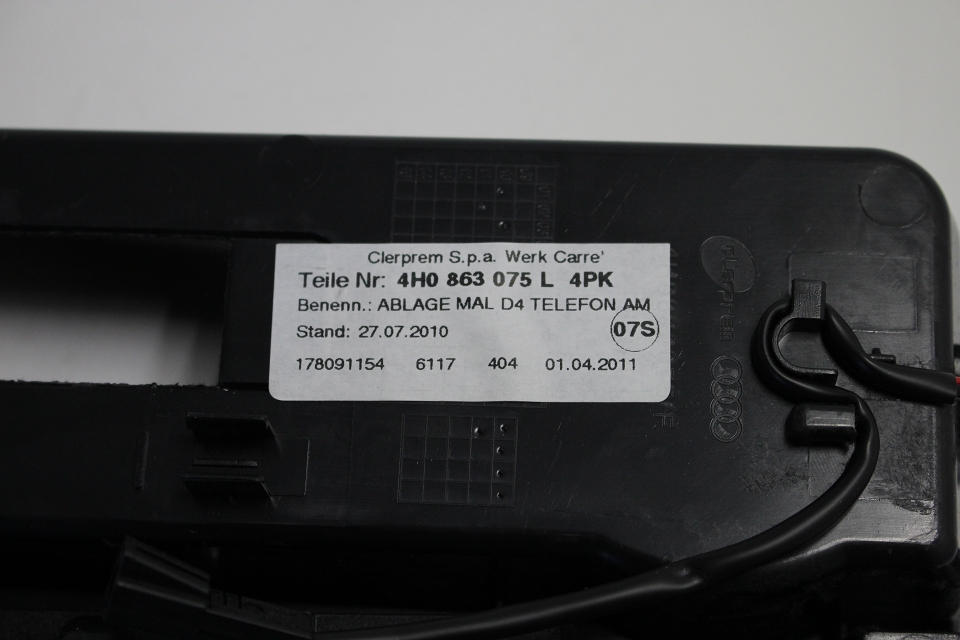 Clerprem S.p.a. Werk Carre'
Teile Nr: 4H0 863 075 L 4PK
Benenn.: ABLAGE MAL D4 TELEFON AM
Stand: 27.07.2010
07S
178091154 6117 404 01.04.2011